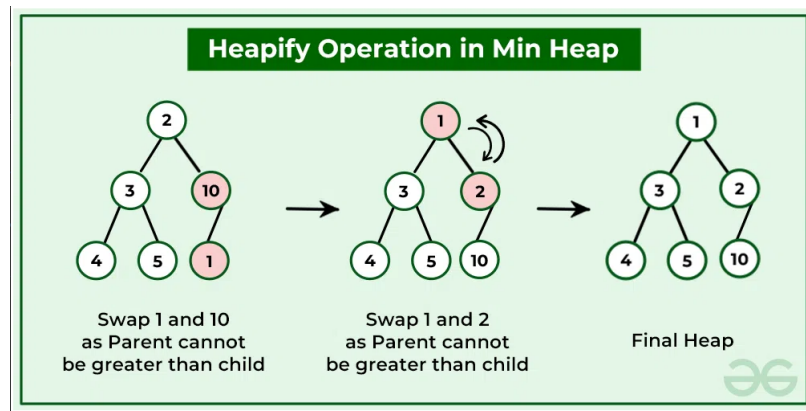 Heapify Operation in Min Heap
2
3
10
4
5
1
1
3
2
4
5
10
1
3
2
4
5
10
Swap 1 and 10
as Parent cannot
be greater than child
Swap 1 and 2
as Parent cannot
be greater than child
Final Heap